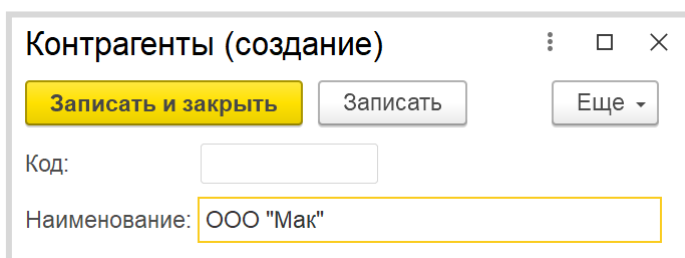 Контрагенты (создание)
Записать и закрыть Записать Еще
Код:
Наименование: ООО "Мак"